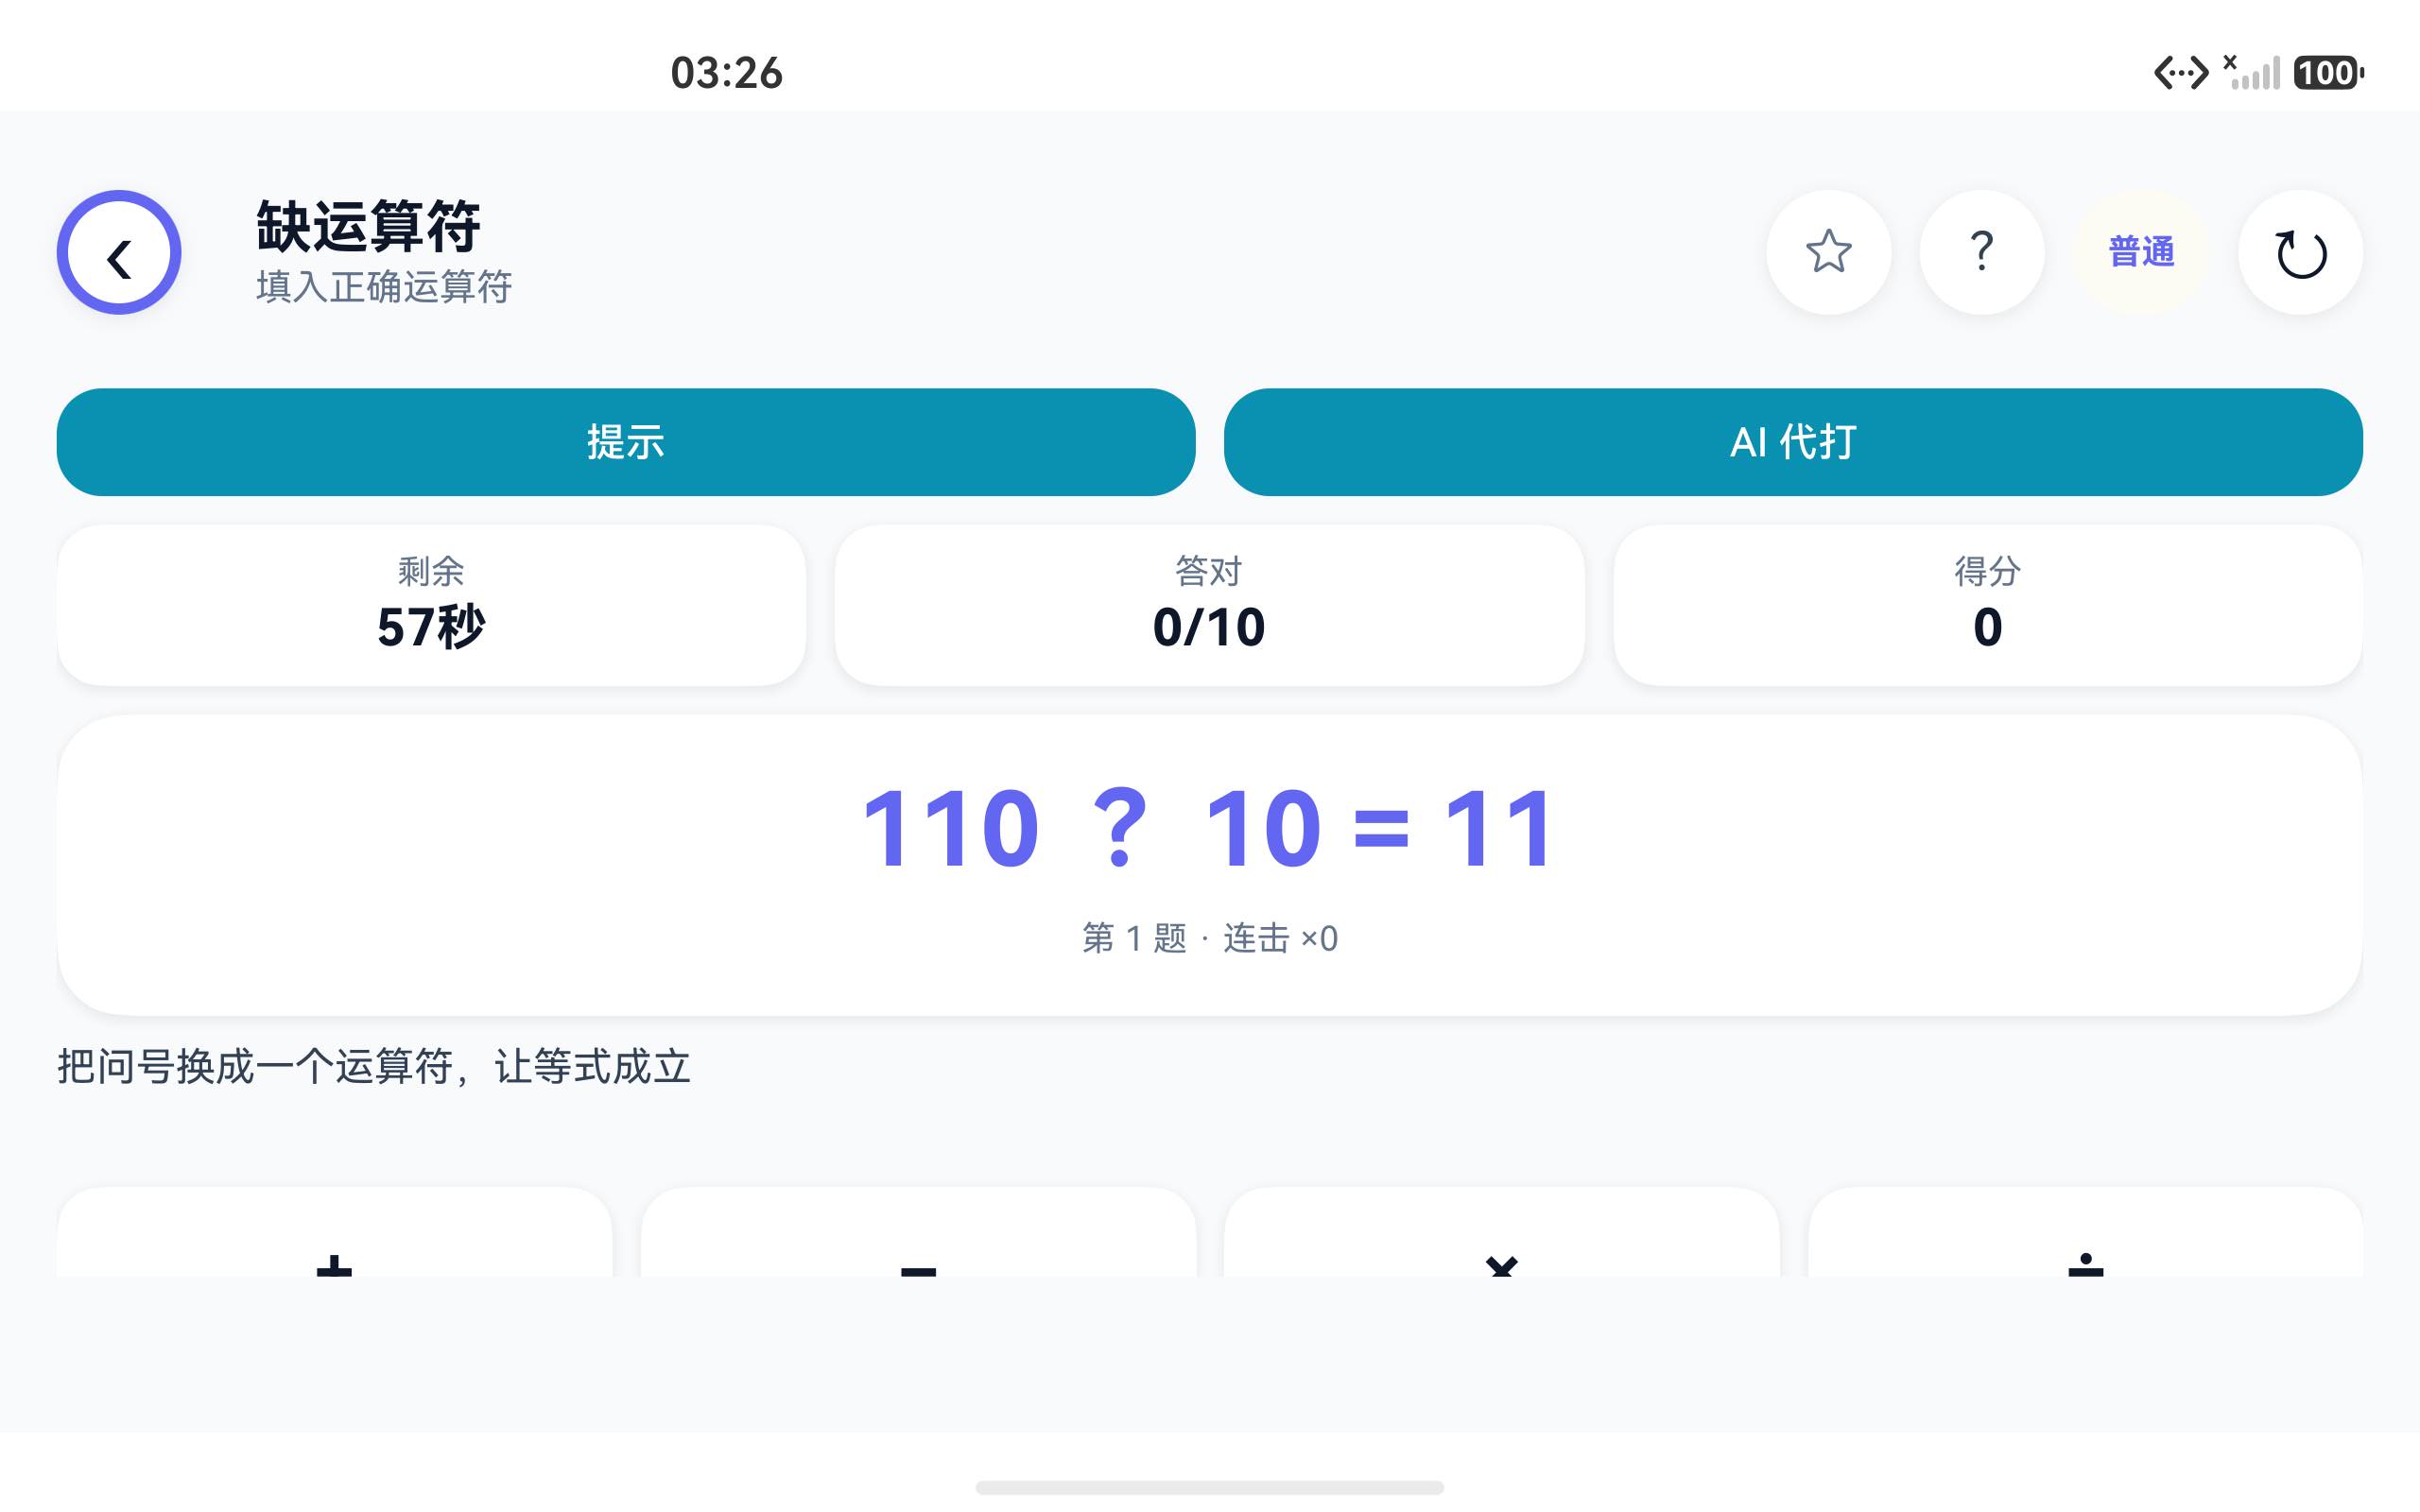 03:26
100
缺运算符
填入正确运算符
?
普通
提示
AI 代打
剩余
57秒
答对
0/10
得分
0
110 ? 10 = 11
第 1 题 · 连击 ×0
把问号换成一个运算符，让等式成立
+
−
×
÷